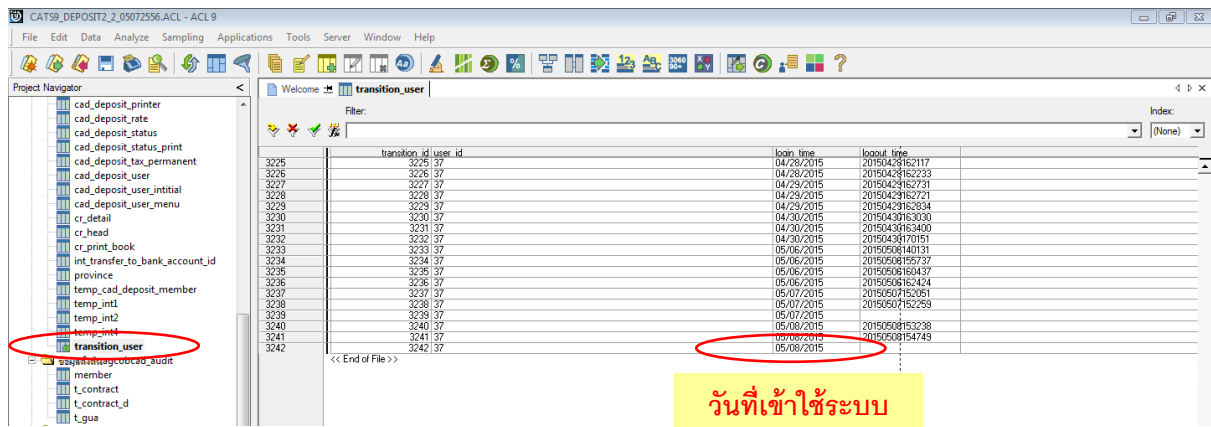 CATS9_DEPOSIT2_2_05072556.ACL - ACL 9
File Edit Data Analyze Sampling Applications Tools Server Window Help
Project Navigator <
Welcome transition_user
cad_deposit_printer
cad_deposit_rate
cad_deposit_status
cad_deposit_status_print
cad_deposit_tax_permanent
cad_deposit_user
cad_deposit_user_intitial
cad_deposit_user_menu
cr_detail
cr_head
cr_print_book
int_transfer_to_bank_account_id
province
temp_cad_deposit_member
temp_int1
temp_int2
temp_int4
transition_user
member
t_contract
t_contract_d
t_gua
Filter: Index:
(None)
transition_id user_id login_time logout_time
3225 3225 37 04/28/2015 20150428162117
3226 3226 37 04/28/2015 20150428162233
3227 3227 37 04/29/2015 20150429162731
3228 3228 37 04/29/2015 20150429162721
3229 3229 37 04/29/2015 20150429162834
3230 3230 37 04/30/2015 20150430163030
3231 3231 37 04/30/2015 20150430163400
3232 3232 37 04/30/2015 20150430170151
3233 3233 37 05/06/2015 20150506140131
3234 3234 37 05/06/2015 20150506155737
3235 3235 37 05/06/2015 20150506160437
3236 3236 37 05/06/2015 20150506162424
3237 3237 37 05/07/2015 20150507152051
3238 3238 37 05/07/2015 20150507152259
3239 3239 37 05/07/2015
3240 3240 37 05/08/2015 20150508153238
3241 3241 37 05/08/2015 20150508154749
3242 3242 37 05/08/2015
<< End of File >>
วันที่เข้าใช้ระบบ